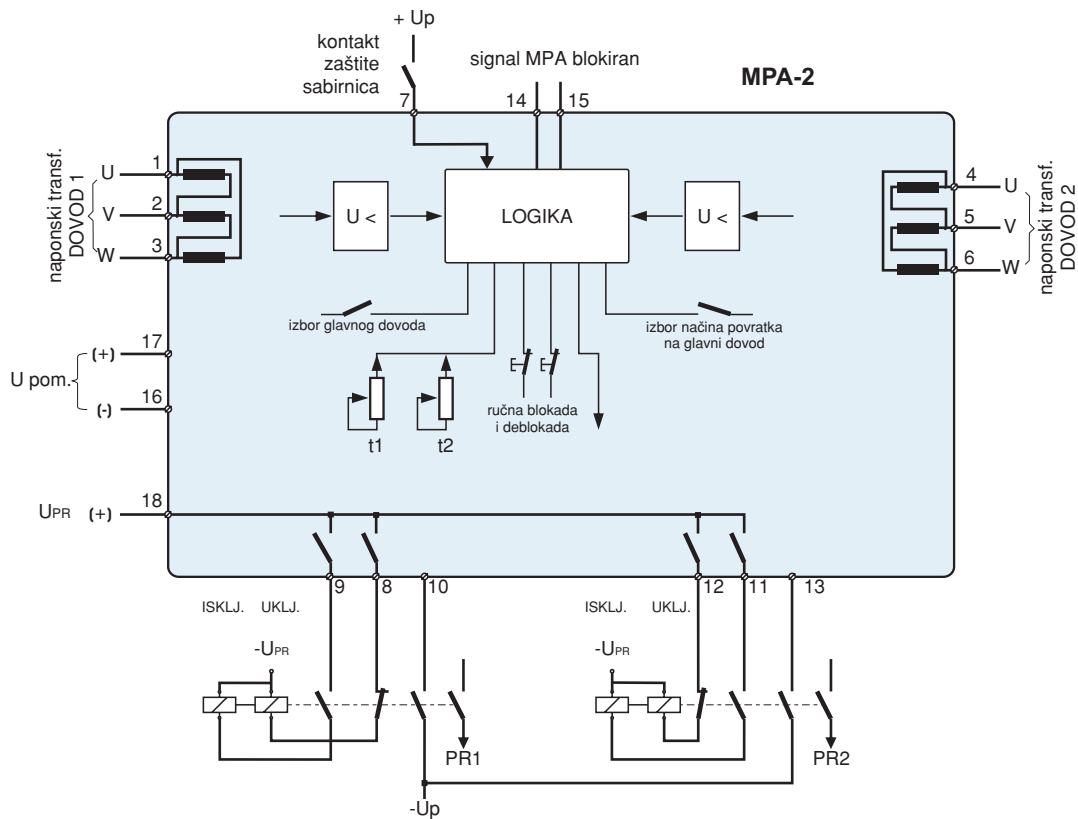 + Up
kontakt
zaštite
sabirnica
signal MPA blokiran
MPA-2
7
14
15
naponski transf.
DOVOD 1
U
V
W
1
2
3
U <
LOGIKA
U <
4
5
6
U
V
W
naponski transf.
DOVOD 2
izbor glavnog dovoda
izbor načina povratka
na glavni dovod
U pom.
(+)
17
(-)
16
t1
t2
ručna blokada
i deblokada
UPR (+)
18
9
8
10
12
11
13
ISKLJ.
UKLJ.
ISKLJ.
UKLJ.
-UPR
-UPR
PR1
PR2
-Up